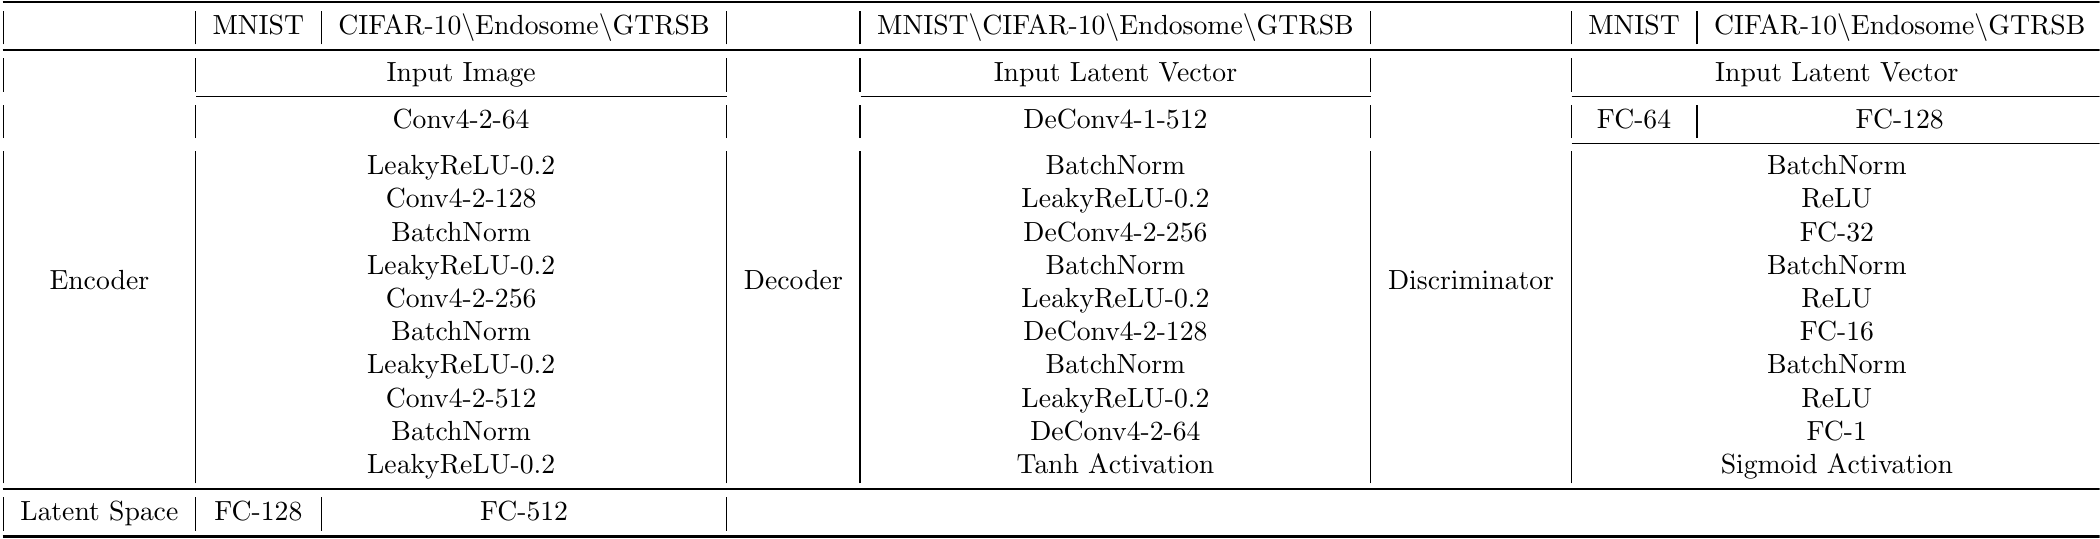 MNIST CIFAR-10\Endosome\GTRSB MNIST\CIFAR-10\Endosome\GTRSB MNIST CIFAR-10\Endosome\GTRSB
Input Image Input Latent Vector Input Latent Vector
Conv4-2-64 DeConv4-1-512 FC-64 FC-128
LeakyReLU-0.2 BatchNorm BatchNorm
Conv4-2-128 LeakyReLU-0.2 ReLU
BatchNorm DeConv4-2-256 FC-32
LeakyReLU-0.2 BatchNorm BatchNorm
Encoder Decoder Discriminator
Conv4-2-256 LeakyReLU-0.2 ReLU
BatchNorm DeConv4-2-128 FC-16
LeakyReLU-0.2 BatchNorm BatchNorm
Conv4-2-512 LeakyReLU-0.2 ReLU
BatchNorm DeConv4-2-64 FC-1
LeakyReLU-0.2 Tanh Activation Sigmoid Activation
Latent Space FC-128 FC-512